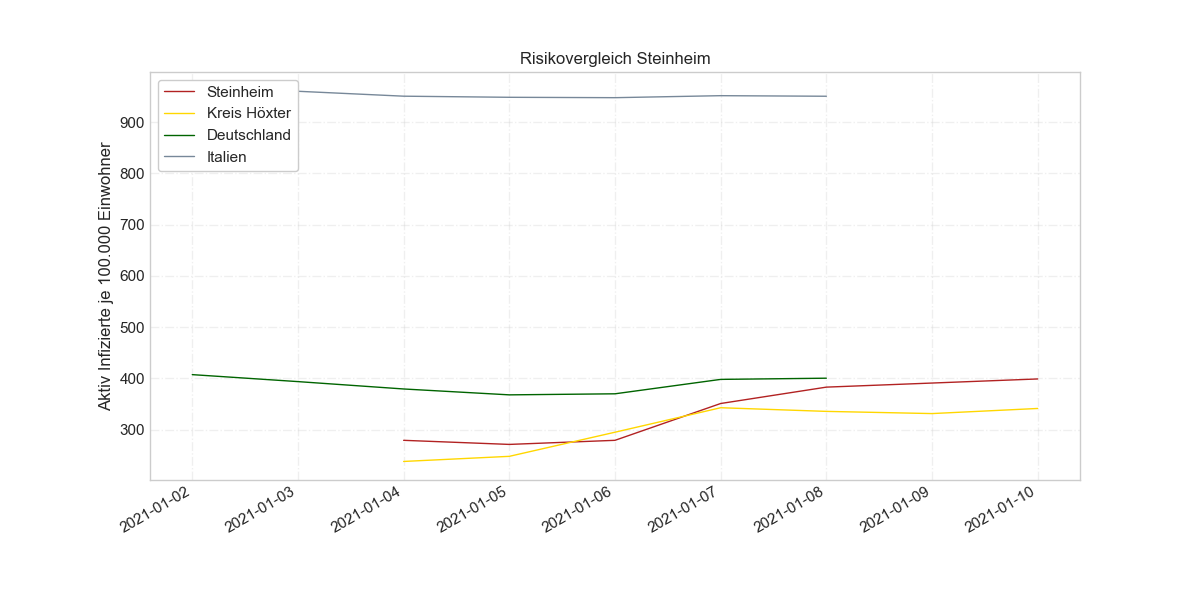 Risikovergleich Steinheim
Steinheim
Kreis Höxter
Deutschland
Italien
Aktiv Infizierte je 100.000 Einwohner
900
800
700
600
500
400
300
2021-01-02
2021-01-03
2021-01-04
2021-01-05
2021-01-06
2021-01-07
2021-01-08
2021-01-09
2021-01-10